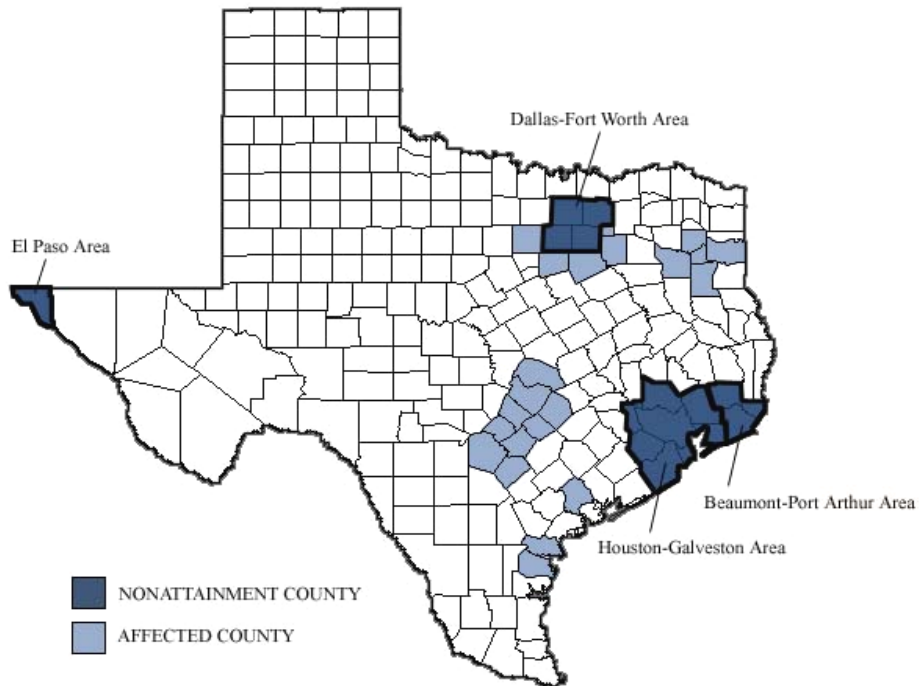 Dallas-Fort Worth Area
El Paso Area
Beaumont-Port Arthur Area
Houston-Galveston Area
NONATTAINMENT COUNTY
AFFECTED COUNTY